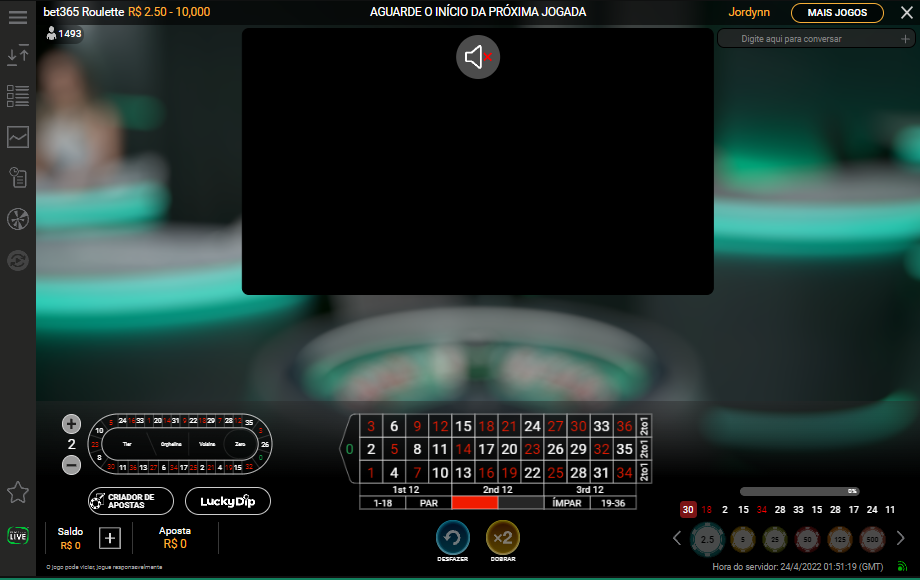 bet365 Roulette R$ 2.50 - 10,000
AGUARDE O INÍCIO DA PRÓXIMA JOGADA
Jordynn
MAIS JOGOS
1493
Digite aqui para conversar
Tier
Orphelins
Voisins
Zero
2
CRIADOR DE
APOSTAS
LuckyDip
0
3 6 9 12 15 18 21 24 27 30 33 36 2to1
2 5 8 11 14 17 20 23 26 29 32 35 2to1
1 4 7 10 13 16 19 22 25 28 31 34 2to1
1st 12 2nd 12 3rd 12
1-18 PAR ÍMPAR 19-36
0%
30 18 2 15 34 28 33 15 28 17 24 11
LIVE
Saldo
R$ 0
Aposta
R$ 0
×2
DESFAZER
DOBRAR
2.5 5 25 50 125 500
O jogo pode viciar, jogue responsavelmente
Hora do servidor: 24/4/2022 01:51:19 (GMT)